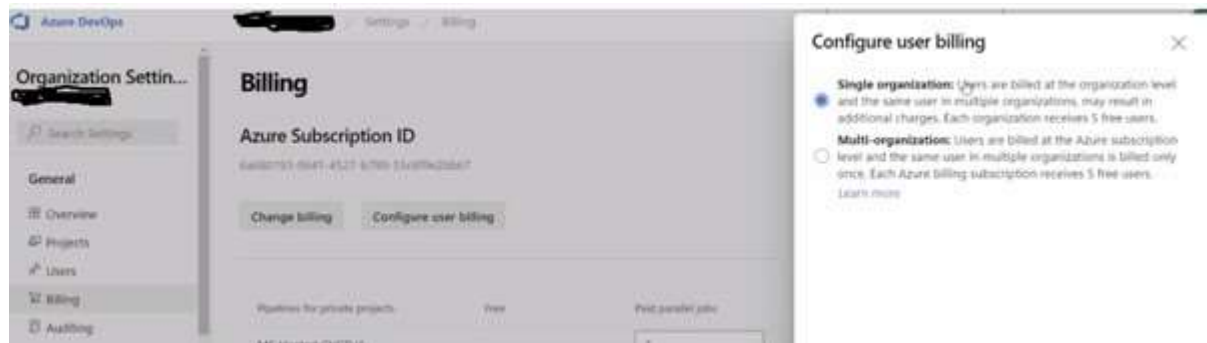 Azure DevOps
/ Settings / Billing
Organization Settin...
Search Settings
General
Overview
Projects
Users
Billing
Auditing
Billing
Azure Subscription ID
Change billing
Configure user billing
Pipelines for private projects
Free
Paid parallel jobs
Configure user billing
Single organization: Users are billed at the organization level
and the same user in multiple organizations, may result in
additional charges. Each organization receives 5 free users.
Multi-organization: Users are billed at the Azure subscription
level and the same user in multiple organizations is billed only
once. Each Azure billing subscription receives 5 free users.
Learn more